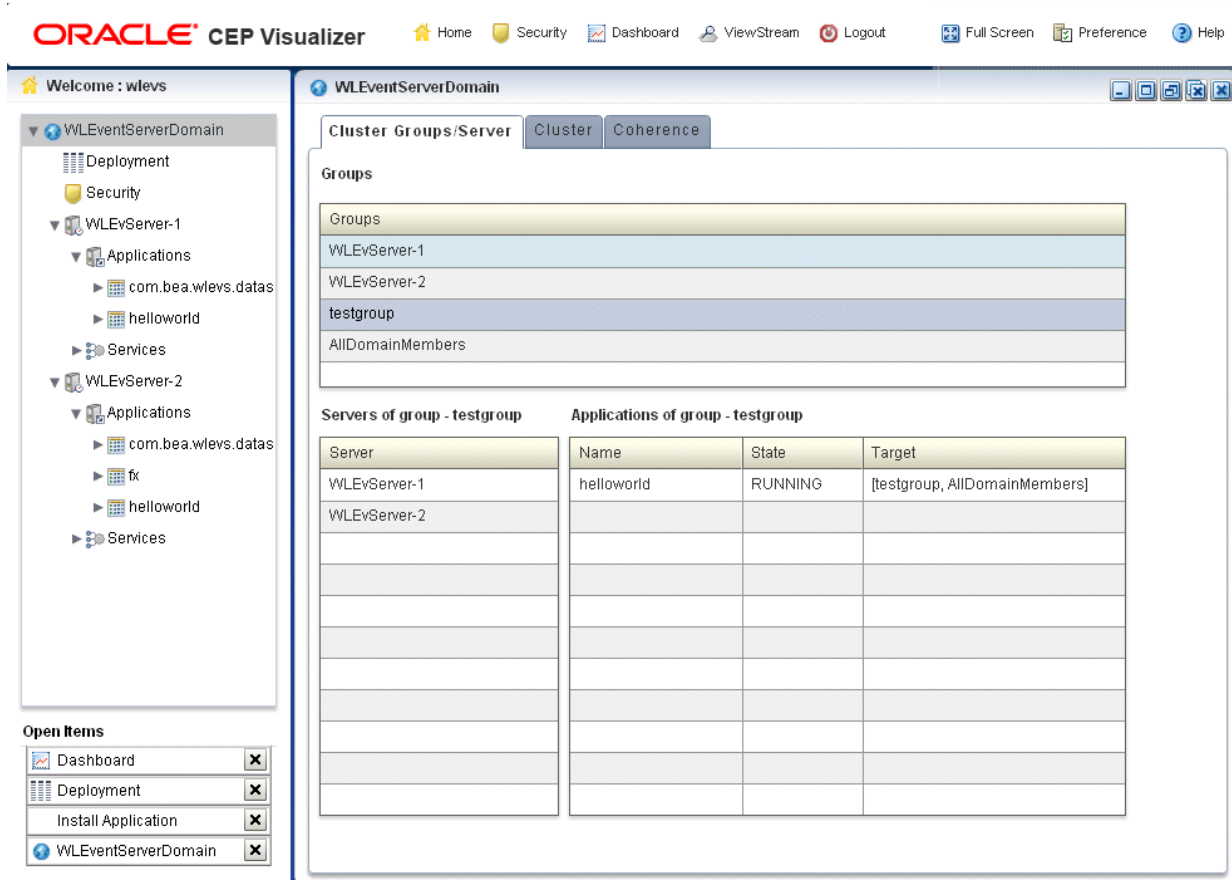 ORACLE CEP Visualizer Home Security Dashboard ViewStream Logout Full Screen Preference Help
Welcome : wlevs
WLEventServerDomain
Deployment
Security
WLEvServer-1
Applications
com.bea.wlevs.datas
helloworld
Services
WLEvServer-2
Applications
com.bea.wlevs.datas
fx
helloworld
Services
Open Items
Dashboard
Deployment
Install Application
WLEventServerDomain
WLEventServerDomain
Cluster Groups/Server Cluster Coherence
Groups
Groups
WLEvServer-1
WLEvServer-2
testgroup
AllDomainMembers
Servers of group - testgroup
Server
WLEvServer-1
WLEvServer-2
Applications of group - testgroup
Name State Target
helloworld RUNNING [testgroup, AllDomainMembers]